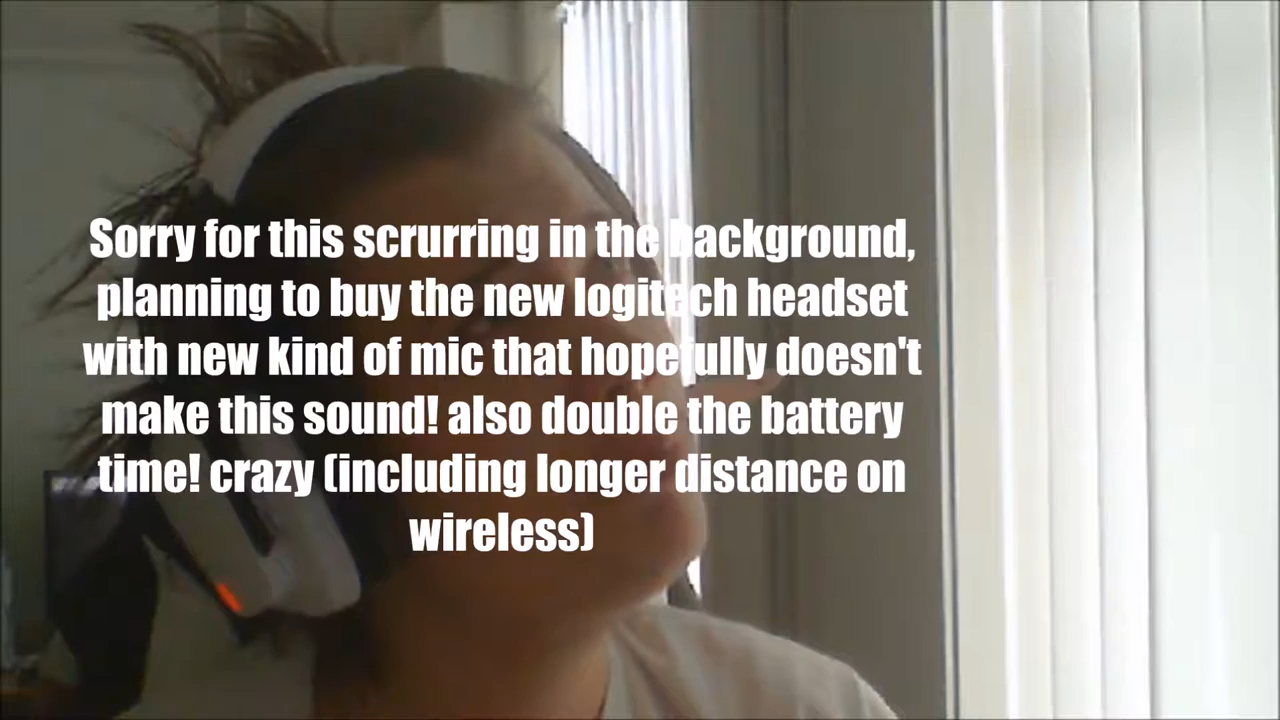 Sorry for this scrurring in the background,
planning to buy the new logitech headset
with new kind of mic that hopefully doesn't
make this sound! also double the battery
time! crazy (including longer distance on
wireless)